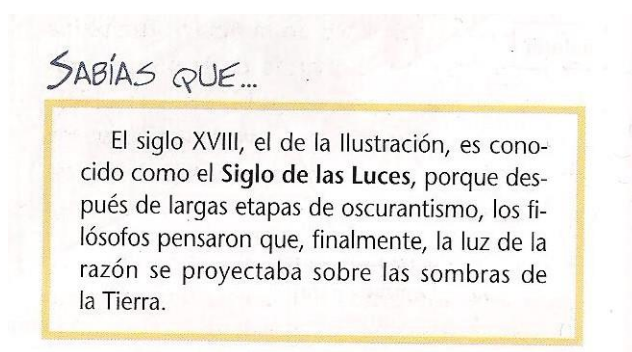 SABÍAS QUE...
El siglo XVIII, el de la Ilustración, es cono-
cido como el Siglo de las Luces, porque des-
pués de largas etapas de oscurantismo, los fi-
lósofos pensaron que, finalmente, la luz de la
razón se proyectaba sobre las sombras de
la Tierra.